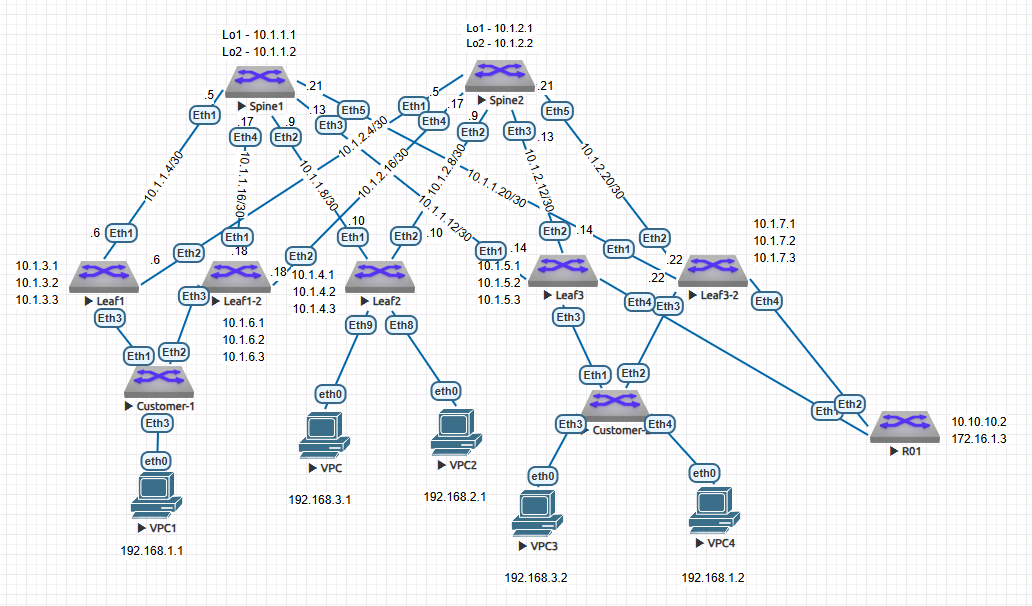 Lo1 - 10.1.1.1
Lo2 - 10.1.1.2
Lo1 - 10.1.2.1
Lo2 - 10.1.2.2
Spine1
Spine2
.5
.17
.9
.13
.21
.5
.17
.9
.13
.21
Eth1
Eth4
Eth2
Eth3
Eth5
Eth1
Eth4
Eth2
Eth3
Eth5
10.1.1.4/30
10.1.1.16/30
10.1.1.8/30
10.1.2.4/30
10.1.2.16/30
10.1.2.8/30
10.1.1.12/30
10.1.1.20/30
10.1.2.12/30
10.1.2.20/30
.6
Eth1
.6
Eth2
Eth1
.18
Eth2
.18
.10
Eth1
Eth2
.10
Eth1
.14
Eth2
.14
Eth1
.22
Eth2
.22
10.1.3.1
10.1.3.2
10.1.3.3
Leaf1
Leaf1-2
10.1.6.1
10.1.6.2
10.1.6.3
10.1.4.1
10.1.4.2
10.1.4.3
Leaf2
10.1.5.1
10.1.5.2
10.1.5.3
Leaf3
10.1.7.1
10.1.7.2
10.1.7.3
Leaf3-2
Eth3
Eth3
Eth9
Eth8
Eth3
Eth4
Eth3
Eth4
Eth1
Eth2
Customer-1
Eth3
eth0
VPC1
192.168.1.1
eth0
VPC
192.168.3.1
eth0
VPC2
192.168.2.1
Eth1
Eth2
Customer-
Eth3
Eth4
eth0
VPC3
192.168.3.2
eth0
VPC4
192.168.1.2
Eth1
Eth2
R01
10.10.10.2
172.16.1.3